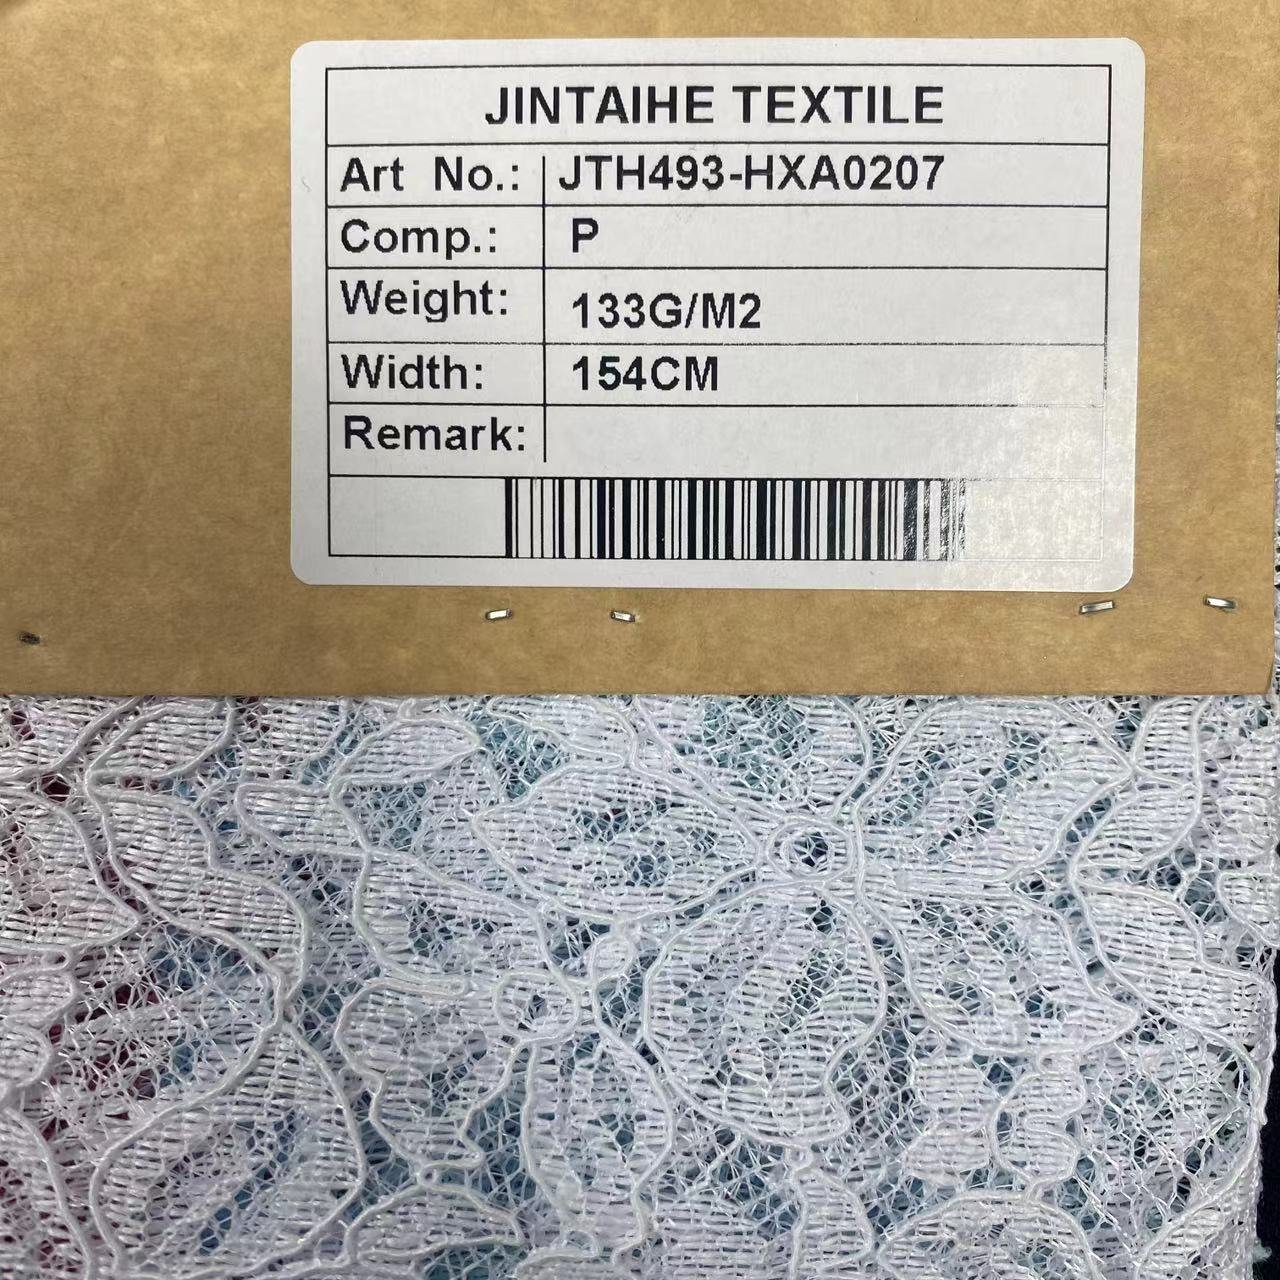 JINTAIHE TEXTILE
Art No.: JTH493-HXA0207
Comp.: P
Weight: 133G/M2
Width: 154CM
Remark: